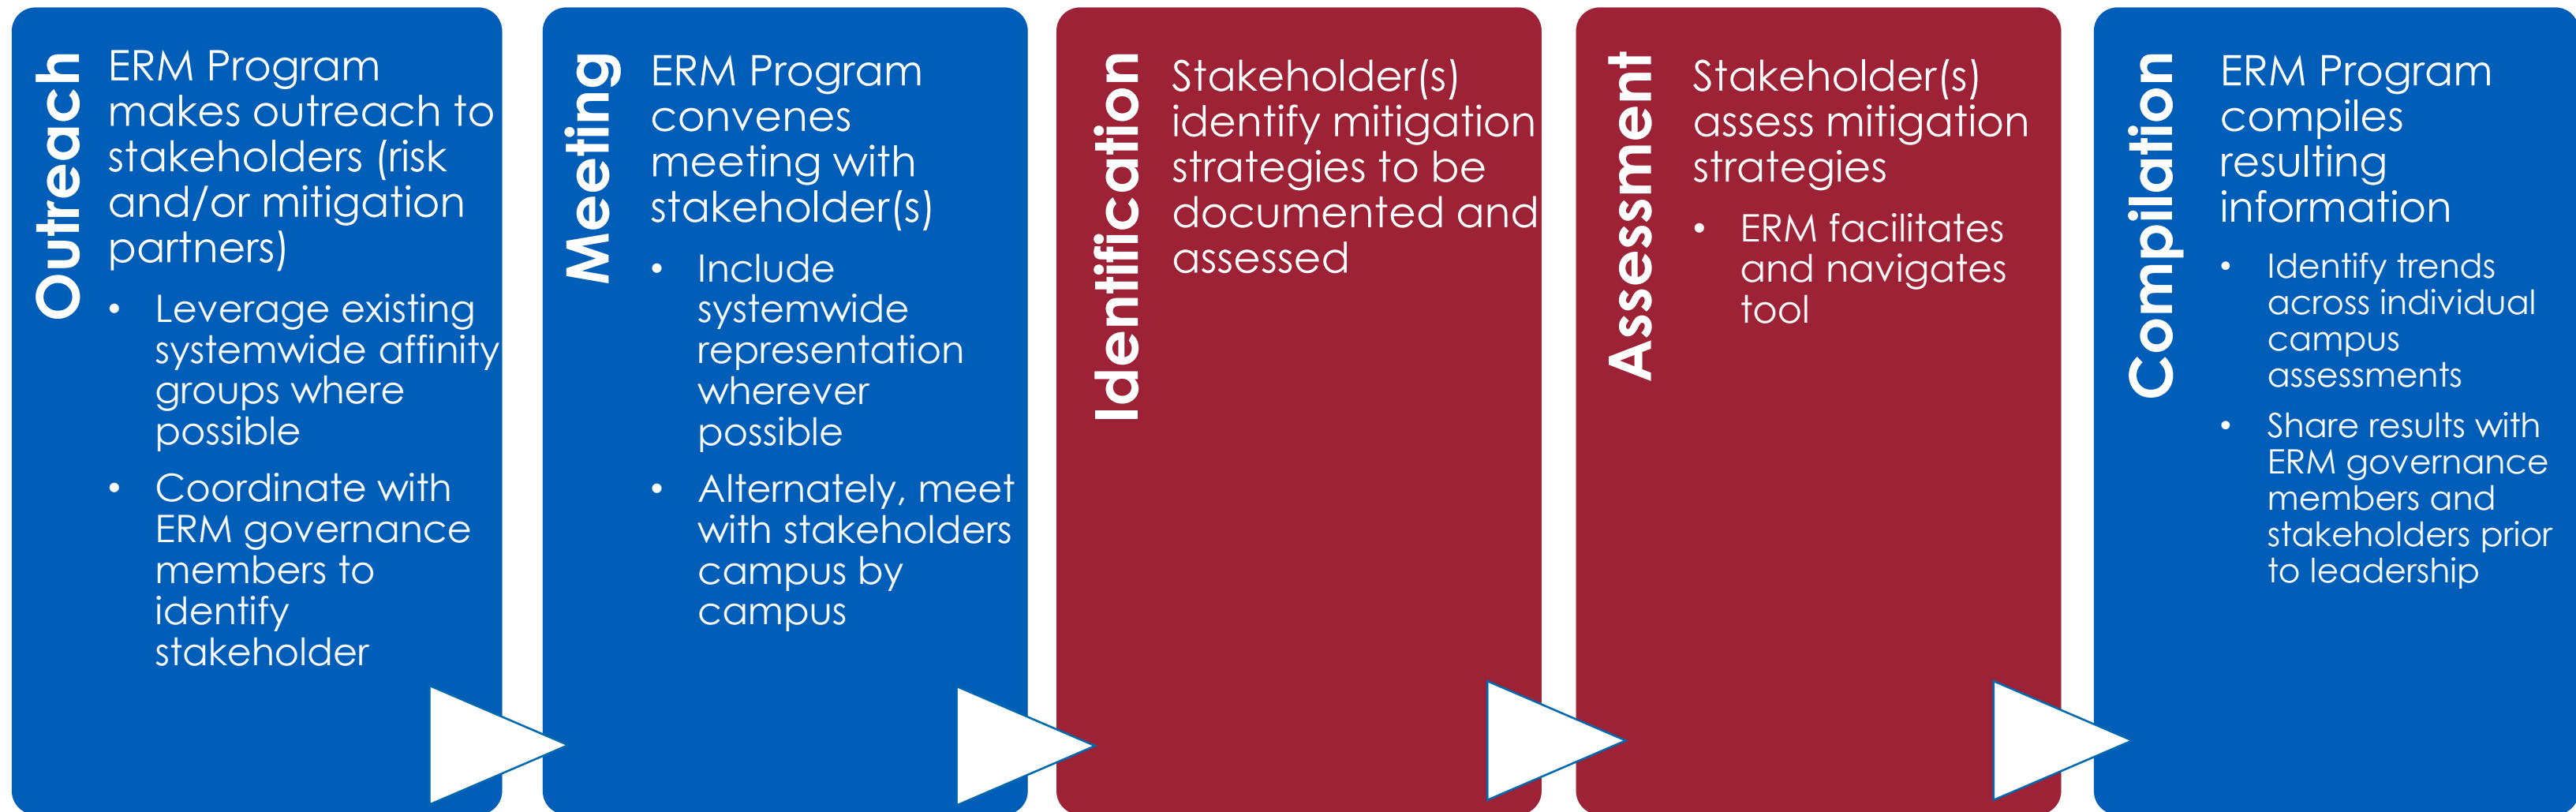 Outreach
ERM Program
makes outreach to
stakeholders (risk
and/or mitigation
partners)
• Leverage existing
systemwide affinity
groups where
possible
• Coordinate with
ERM governance
members to
identify
stakeholder
Meeting
ERM Program
convenes
meeting with
stakeholder(s)
• Include
systemwide
representation
wherever
possible
• Alternately, meet
with stakeholders
campus by
campus
Identification
Stakeholder(s)
identify mitigation
strategies to be
documented and
assessed
Assessment
Stakeholder(s)
assess mitigation
strategies
• ERM facilitates
and navigates
tool
Compilation
ERM Program
compiles
resulting
information
• Identify trends
across individual
campus
assessments
• Share results with
ERM governance
members and
stakeholders prior
to leadership